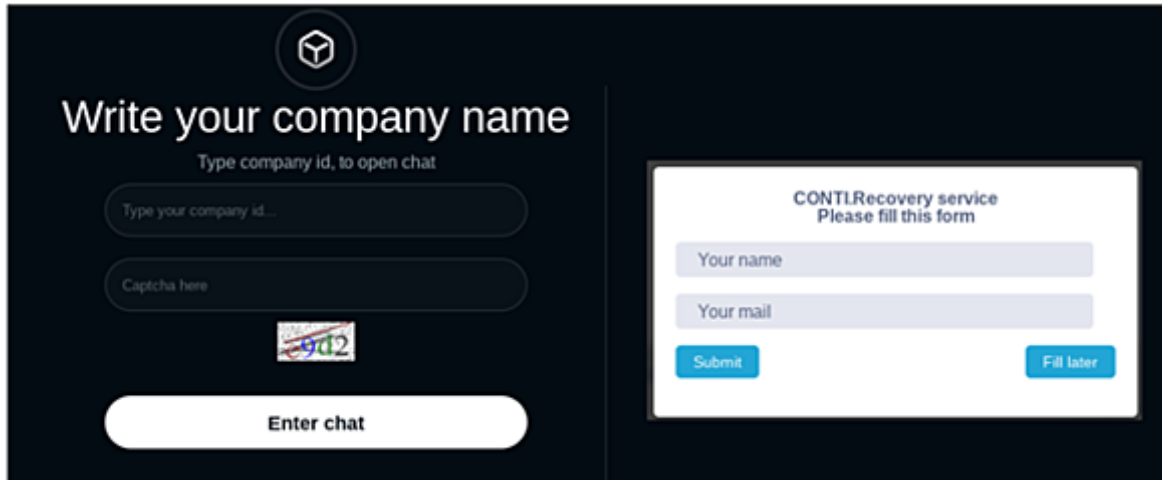 Write your company name
Type company id, to open chat
Type your company id...
Captcha here
c9d2
Enter chat
CONTI.Recovery service
Please fill this form
Your name
Your mail
Submit
Fill later